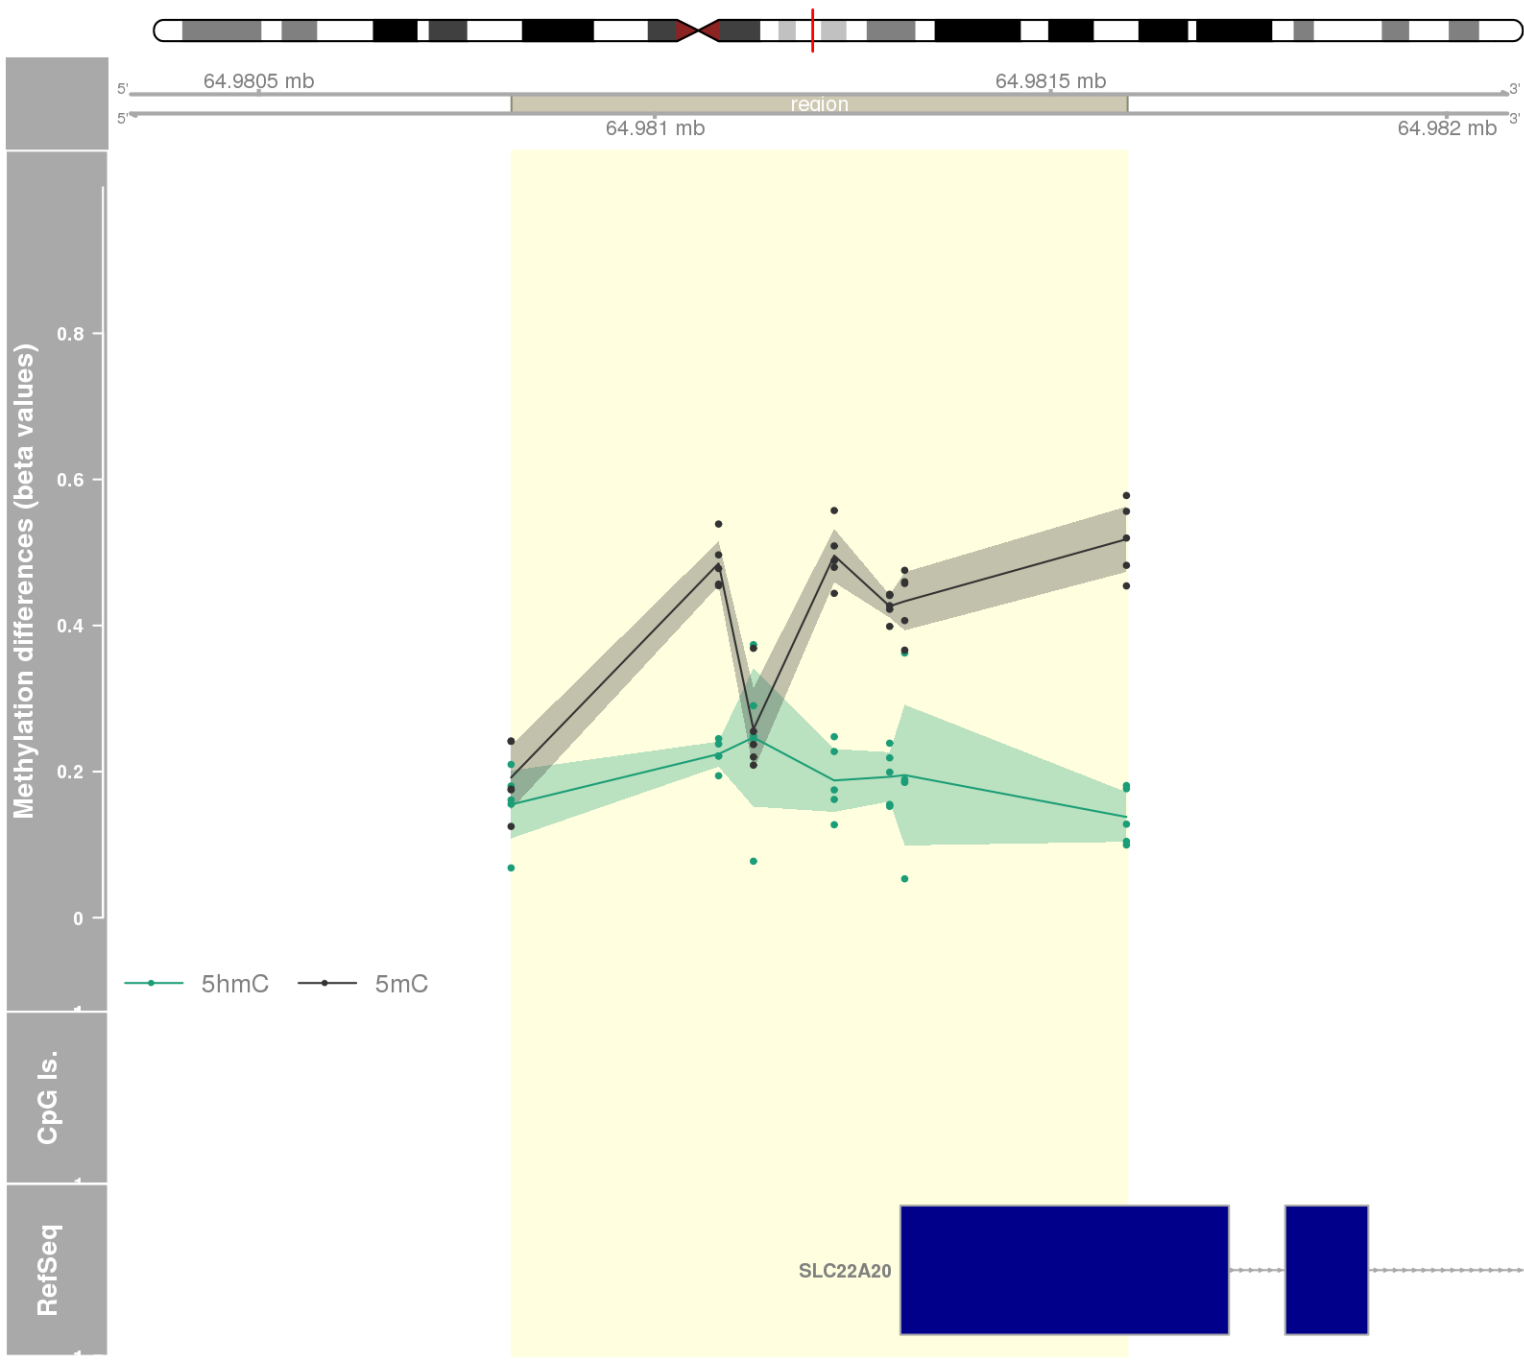 64.9805 mb
64.9815 mb
5'
3'
region
5'
3'
64.981 mb
64.982 mb
Methylation differences (beta values)
0.8
0.6
0.4
0.2
0
5hmC
5mC
CpG Is.
RefSeq
SLC22A20